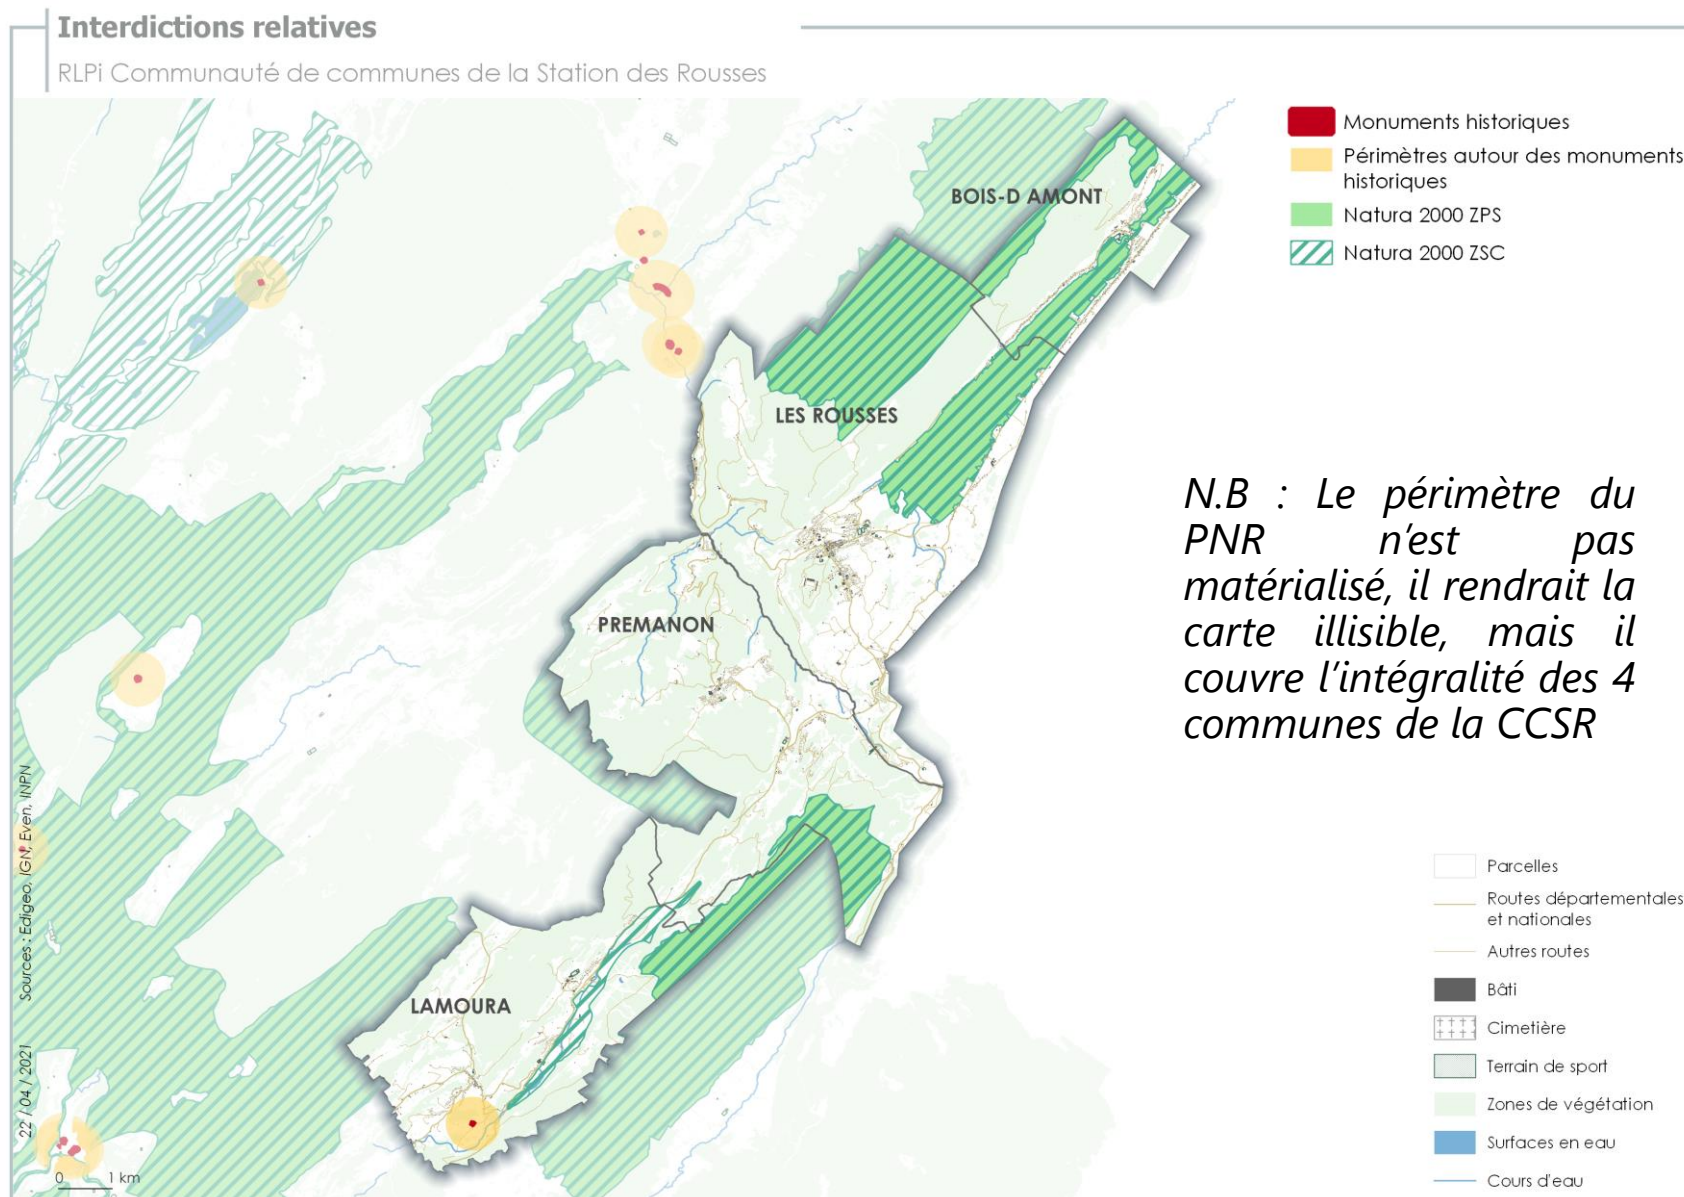 Interdictions relatives
RLPi Communauté de communes de la Station des Rousses
Monuments historiques
Périmètres autour des monuments
historiques
Natura 2000 ZPS
Natura 2000 ZSC
BOIS-D AMONT
LES ROUSSES
PREMANON
LAMOURA
N.B : Le périmètre du
PNR n'est pas
matérialisé, il rendrait la
carte illisible, mais il
couvre l'intégralité des 4
communes de la CCSR
Parcelles
Routes départementales
et nationales
Autres routes
Bâti
Cimetière
Terrain de sport
Zones de végétation
Surfaces en eau
Cours d'eau
22 / 04 / 2021 Sources : Edigeo, IGN, Even, INPN
0 1 km